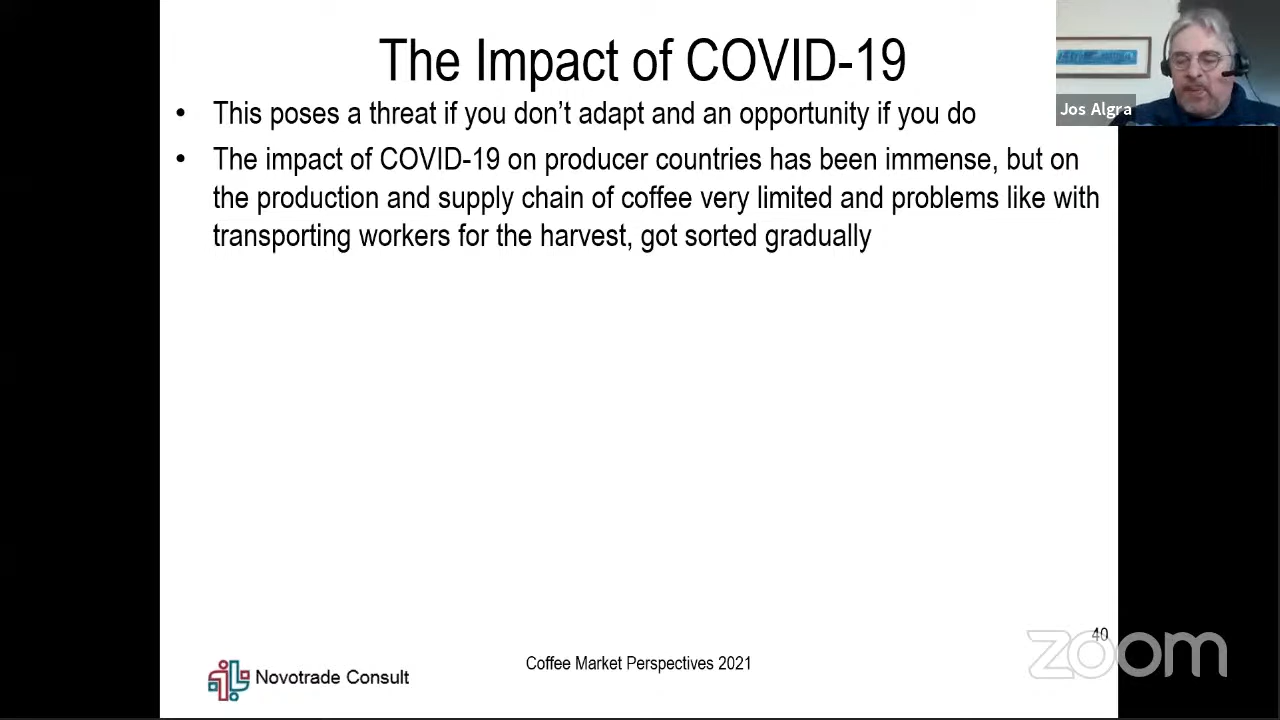 The Impact of COVID-19
Jos Algra
• This poses a threat if you don’t adapt and an opportunity if you do
• The impact of COVID-19 on producer countries has been immense, but on
the production and supply chain of coffee very limited and problems like with
transporting workers for the harvest, got sorted gradually
40
zoom
Coffee Market Perspectives 2021
Novotrade Consult